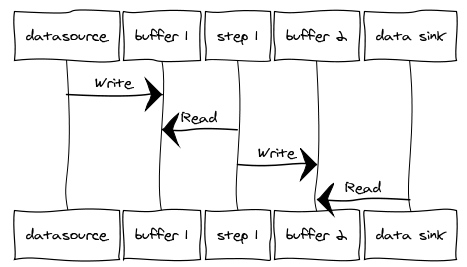 datasource buffer 1 step 1 buffer 2 data sink
Write
Read
Write
Read
datasource buffer 1 step 1 buffer 2 data sink